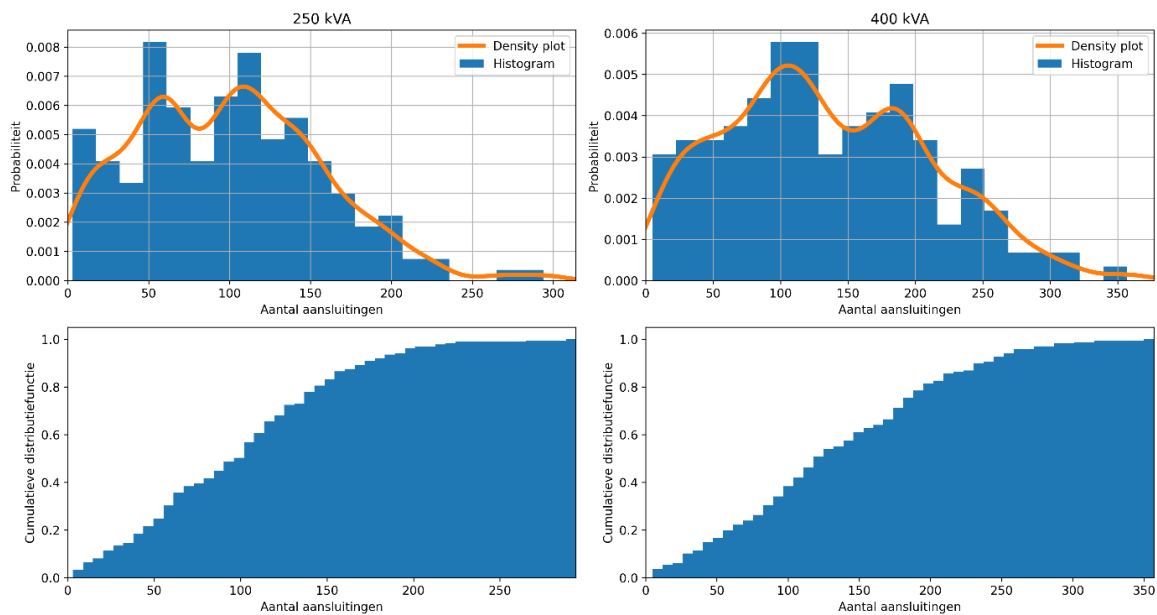 250 kVA
0.008
0.007
0.006
0.005
0.004
0.003
0.002
0.001
0.000
Probabiliteit
Density plot
Histogram
0 50 100 150 200 250 300
Aantal aansluitingen
400 kVA
0.006
0.005
0.004
0.003
0.002
0.001
0.000
Probabiliteit
Density plot
Histogram
0 50 100 150 200 250 300 350
Aantal aansluitingen
1.0
0.8
0.6
0.4
0.2
0.0
Cumulatieve distributiefunctie
0 50 100 150 200 250
Aantal aansluitingen
1.0
0.8
0.6
0.4
0.2
0.0
Cumulatieve distributiefunctie
0 50 100 150 200 250 300 350
Aantal aansluitingen